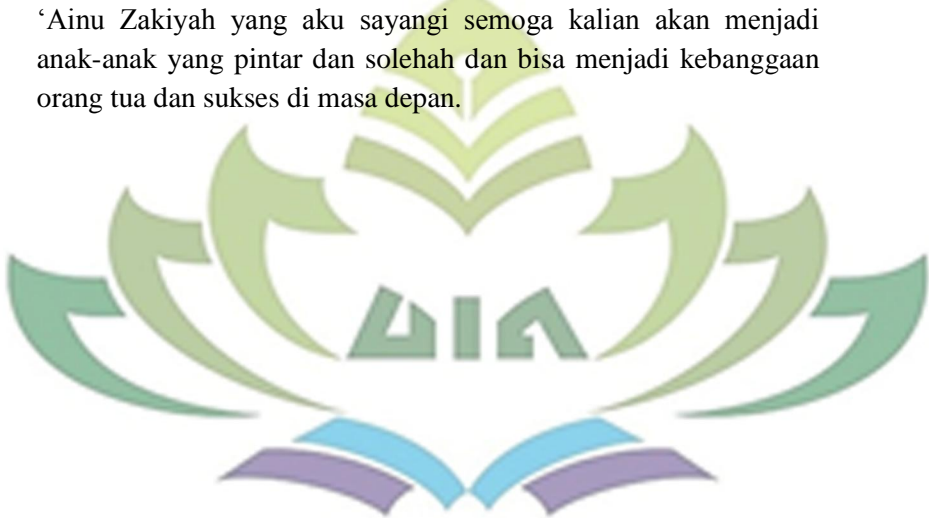 ‘Ainu Zakiyah yang aku sayangi semoga kalian akan menjadi
anak-anak yang pintar dan solehah dan bisa menjadi kebanggaan
orang tua dan sukses di masa depan.